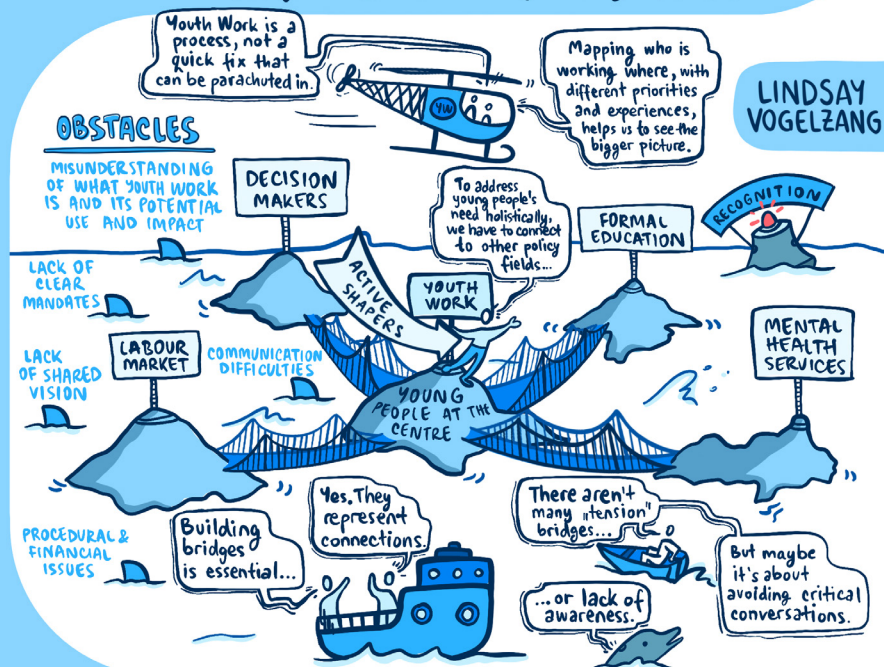 Youth Work is a
process, not a
quick fix that
can be parachuted in.
YW
Mapping who is
working where, with
different priorities
and experiences,
helps us to see the
bigger picture.
LINDSAY
VOGELZANG
OBSTACLES
MISUNDERSTANDING
OF WHAT YOUTH WORK
IS AND ITS POTENTIAL
USE AND IMPACT
DECISION
MAKERS
To address
young people's
need holistically,
we have to connect
to other policy
fields...
FORMAL
EDUCATION
RECOGNITION
LACK OF
CLEAR
MANDATES
ACTIVE
SHAPERS
YOUTH
WORK
LACK
OF SHARED
VISION
LABOUR
MARKET
COMMUNICATION
DIFFICULTIES
MENTAL
HEALTH
SERVICES
YOUNG
PEOPLE AT THE
CENTRE
PROCEDURAL &
FINANCIAL
ISSUES
Building
bridges
is essential...
Yes. They
represent
connections.
There aren't
many „tension"
bridges...
But maybe
it's about
avoiding critical
conversations.
...or lack of
awareness.